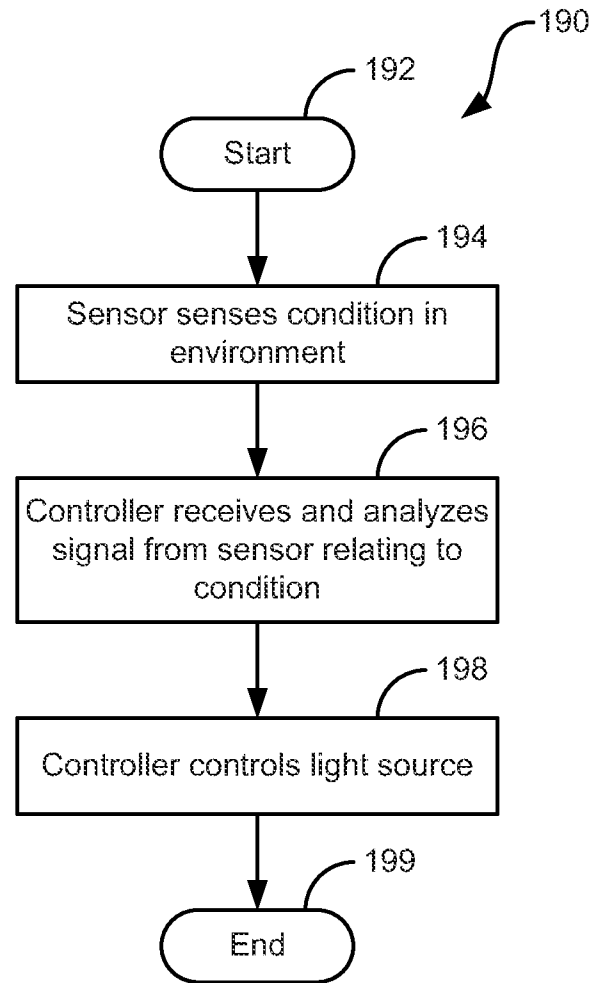 190
192
Start
194
Sensor senses condition in
environment
196
Controller receives and analyzes
signal from sensor relating to
condition
198
Controller controls light source
199
End